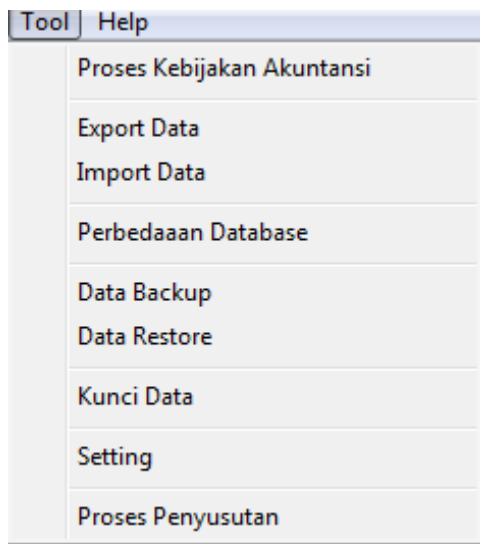 Tool Help
Proses Kebijakan Akuntansi
Export Data
Import Data
Perbedaaan Database
Data Backup
Data Restore
Kunci Data
Setting
Proses Penyusutan